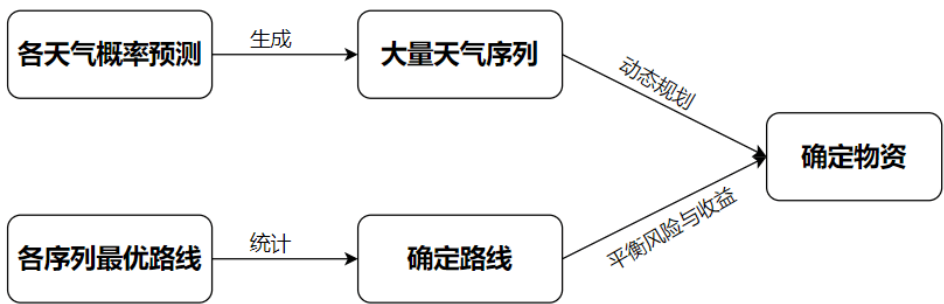 各天气概率预测
生成
大量天气序列
动态规划
确定物资
各序列最优路线
统计
确定路线
平衡风险与收益